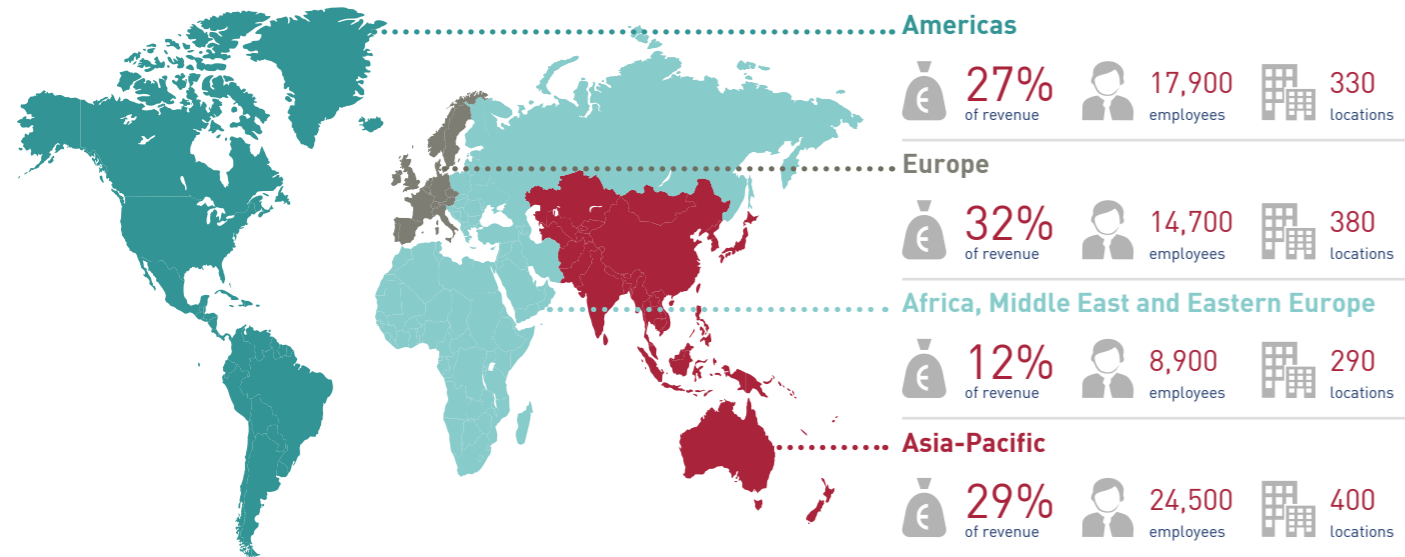 Americas
€ 27% 17,900 330
of revenue employees locations
Europe
€ 32% 14,700 380
of revenue employees locations
Africa, Middle East and Eastern Europe
€ 12% 8,900 290
of revenue employees locations
Asia-Pacific
€ 29% 24,500 400
of revenue employees locations